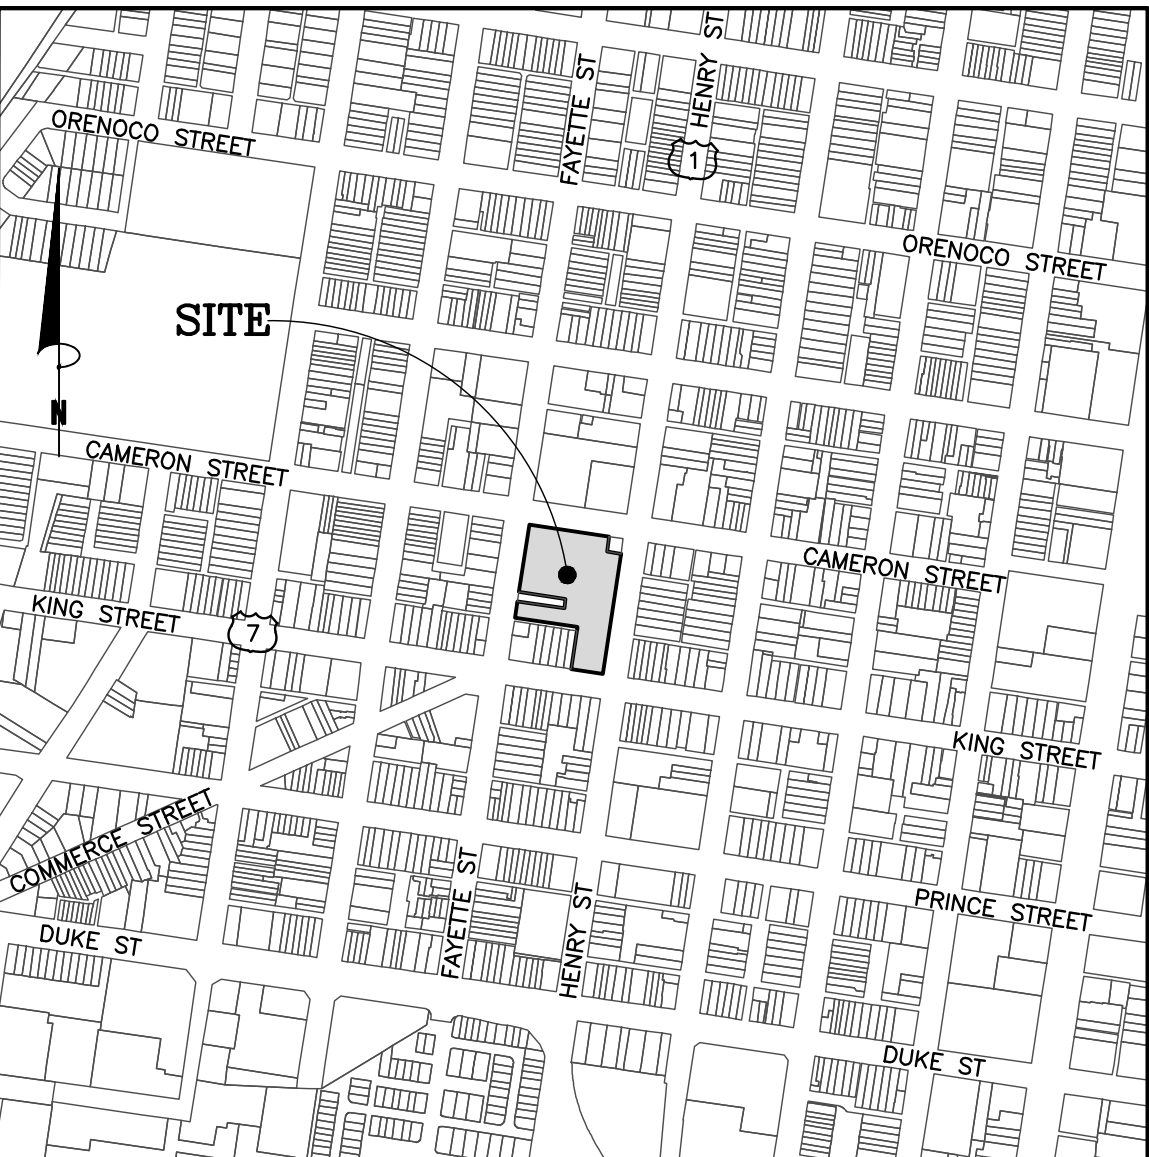 HENRY ST
FAYETTE ST
ORENOCO STREET
1
ORENOCO STREET
SITE
N
CAMERON STREET
CAMERON STREET
KING STREET
7
KING STREET
COMMERCE STREET
FAYETTE ST
HENRY ST
PRINCE STREET
DUKE ST
DUKE ST